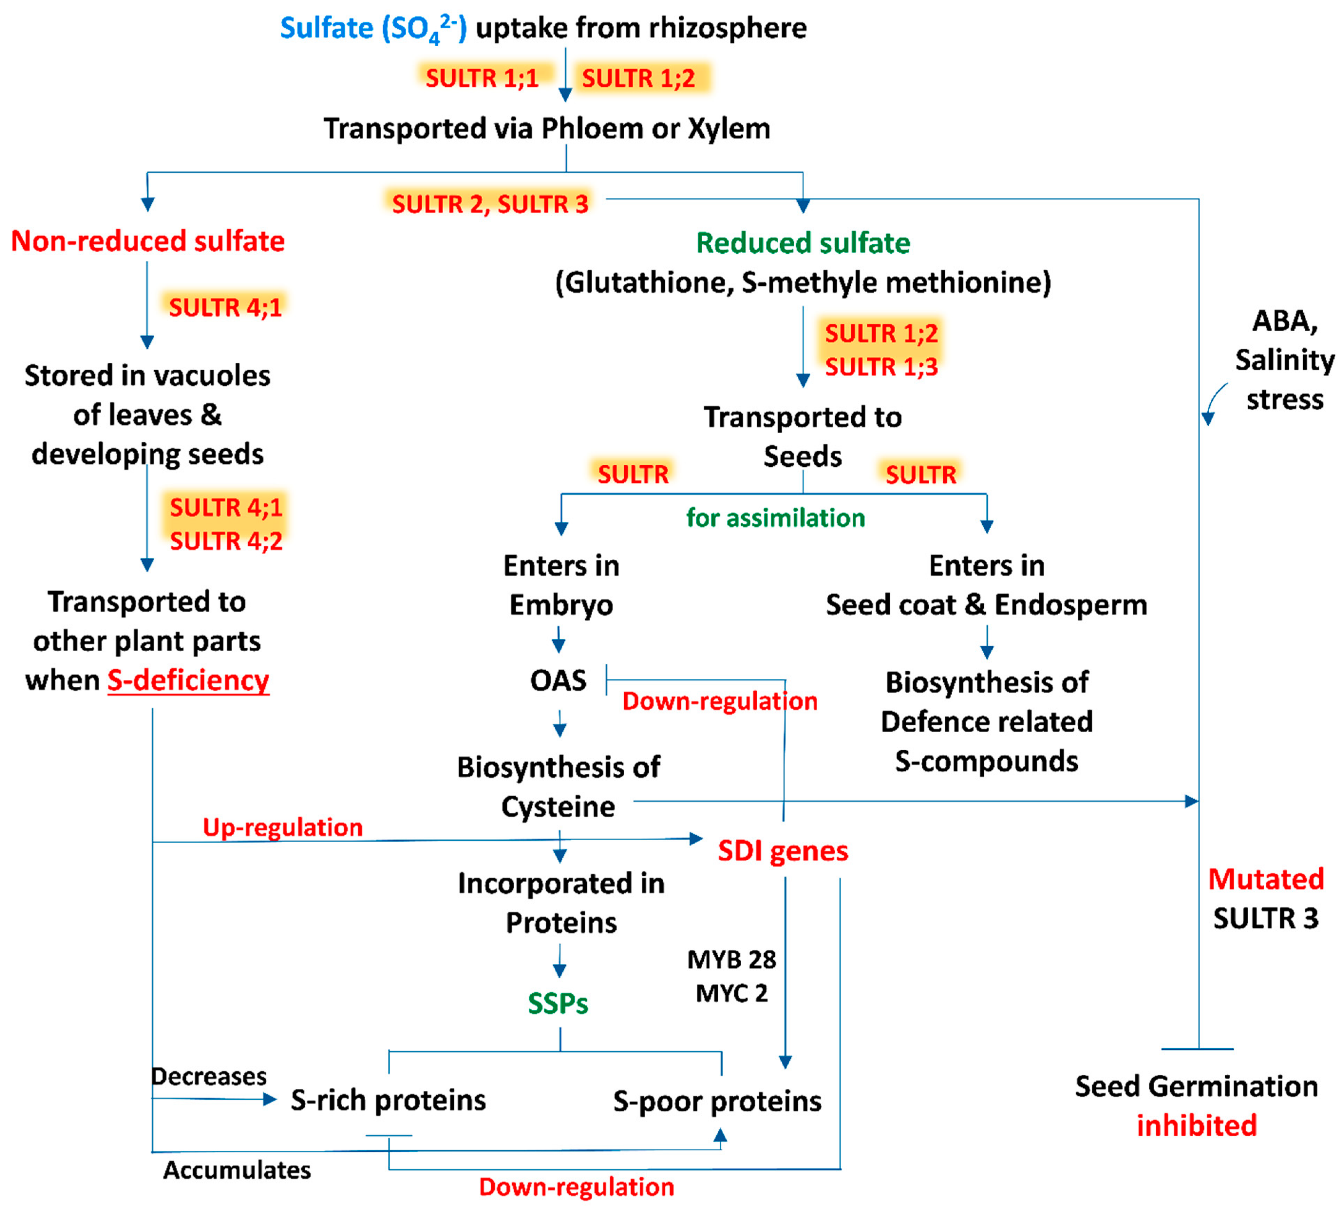 Sulfate (SO₄²⁻) uptake from rhizosphere
SULTR 1;1
SULTR 1;2
Transported via Phloem or Xylem
SULTR 2, SULTR 3
Non-reduced sulfate
SULTR 4;1
Stored in vacuoles
of leaves &
developing seeds
SULTR 4;1
SULTR 4;2
Transported to
other plant parts
when S-deficiency
Reduced sulfate
(Glutathione, S-methyle methionine)
SULTR 1;2
SULTR 1;3
Transported to
Seeds
SULTR
SULTR
for assimilation
Enters in
Embryo
OAS
Down-regulation
Biosynthesis of
Cysteine
Enters in
Seed coat & Endosperm
Biosynthesis of
Defence related
S-compounds
ABA,
Salinity
stress
Up-regulation
SDI genes
Incorporated in
Proteins
MYB 28
MYC 2
SSPs
Mutated
SULTR 3
Decreases
S-rich proteins
S-poor proteins
Seed Germination
inhibited
Accumulates
Down-regulation